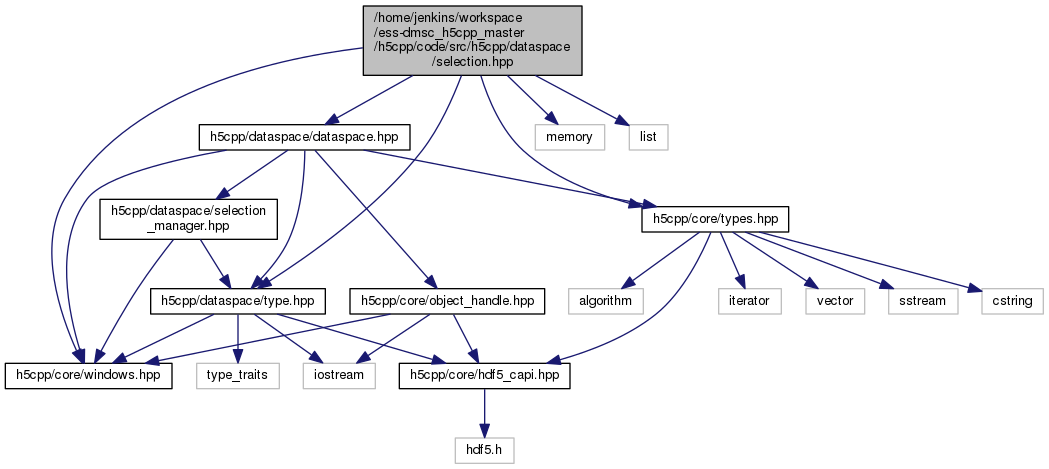 /home/jenkins/workspace
/ess-dmsc_h5cpp_master
/h5cpp/code/src/h5cpp/dataspace
/selection.hpp
h5cpp/dataspace/dataspace.hpp
memory
list
h5cpp/dataspace/selection
_manager.hpp
h5cpp/core/types.hpp
h5cpp/dataspace/type.hpp
h5cpp/core/object_handle.hpp
algorithm
iterator
vector
sstream
cstring
h5cpp/core/windows.hpp
type_traits
iostream
h5cpp/core/hdf5_capi.hpp
hdf5.h